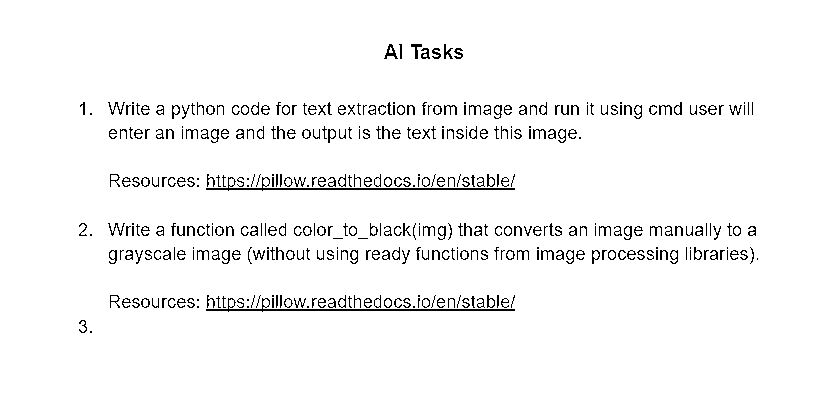 AI Tasks
1. Write a python code for text extraction from image and run it using cmd user will
enter an image and the output is the text inside this image.
Resources: https://pillow.readthedocs.io/en/stable/
2. Write a function called color_to_black(img) that converts an image manually to a
grayscale image (without using ready functions from image processing libraries).
Resources: https://pillow.readthedocs.io/en/stable/
3.